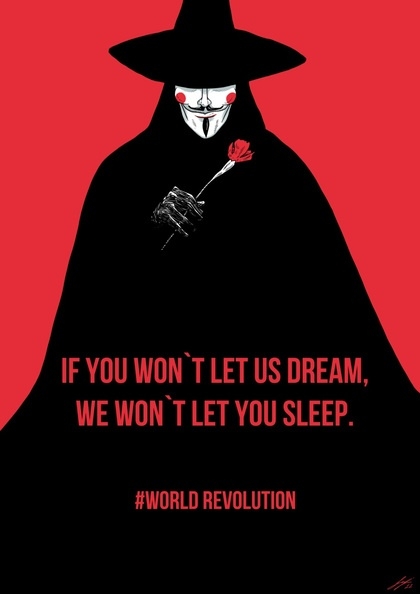 IF YOU WON`T LET US DREAM,
WE WON`T LET YOU SLEEP.
#WORLD REVOLUTION